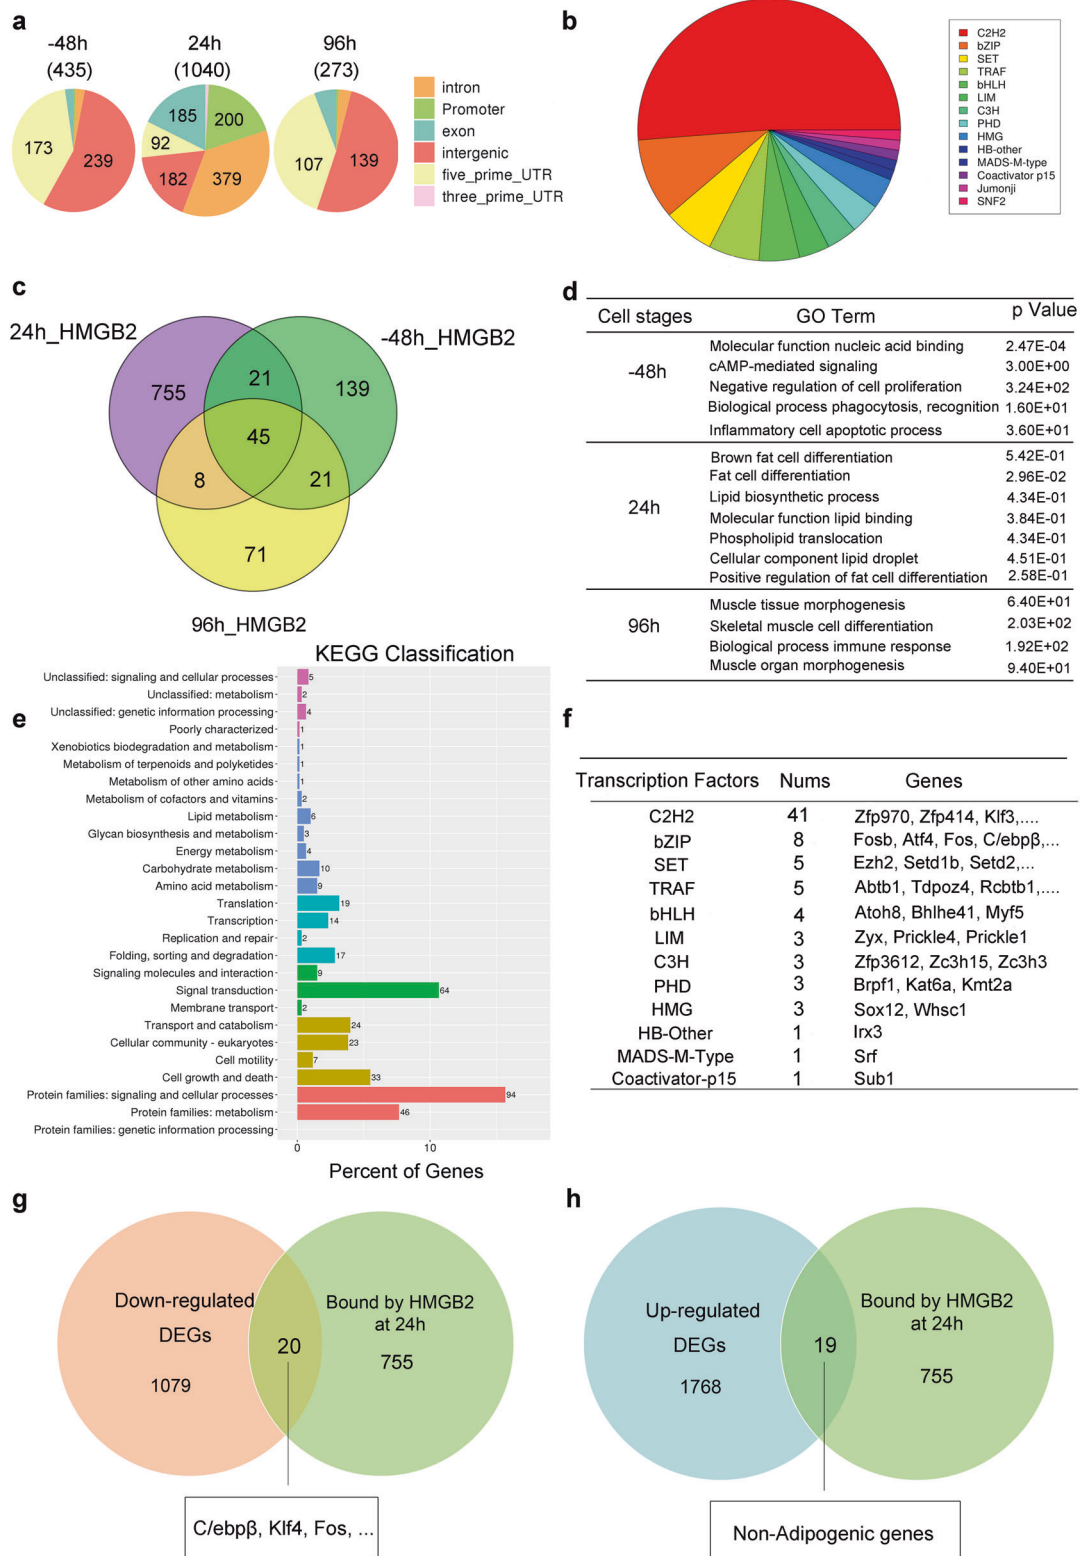 a
-48h
(435)
24h
(1040)
96h
(273)
173
239
185
200
92
182
379
107
139
intron
Promoter
exon
intergenic
five_prime_UTR
three_prime_UTR
b
C2H2
bZIP
SET
TRAF
bHLH
LIM
C3H
PHD
HMG
HB-other
MADS-M-type
Coactivator p15
Jumonji
SNF2
c
24h_HMGB2
-48h_HMGB2
755
21
139
45
8
21
71
96h_HMGB2
d
Cell stages GO Term p Value
-48h
Molecular function nucleic acid binding 2.47E-04
cAMP-mediated signaling 3.00E+00
Negative regulation of cell proliferation 3.24E+02
Biological process phagocytosis, recognition 1.60E+01
Inflammatory cell apoptotic process 3.60E+01
24h
Brown fat cell differentiation 5.42E-01
Fat cell differentiation 2.96E-02
Lipid biosynthetic process 4.34E-01
Molecular function lipid binding 3.84E-01
Phospholipid translocation 4.34E-01
Cellular component lipid droplet 4.51E-01
Positive regulation of fat cell differentiation 2.58E-01
96h
Muscle tissue morphogenesis 6.40E+01
Skeletal muscle cell differentiation 2.03E+02
Biological process immune response 1.92E+02
Muscle organ morphogenesis 9.40E+01
e
KEGG Classification
Unclassified: signaling and cellular processes 5
Unclassified: metabolism 2
Unclassified: genetic information processing 4
Poorly characterized 1
Xenobiotics biodegradation and metabolism 1
Metabolism of terpenoids and polyketides 1
Metabolism of other amino acids 1
Metabolism of cofactors and vitamins 2
Lipid metabolism 6
Glycan biosynthesis and metabolism 3
Energy metabolism 4
Carbohydrate metabolism 10
Amino acid metabolism 9
Translation 19
Transcription 14
Replication and repair 2
Folding, sorting and degradation 17
Signaling molecules and interaction 9
Signal transduction 64
Membrane transport 2
Transport and catabolism 24
Cellular community - eukaryotes 23
Cell motility 7
Cell growth and death 33
Protein families: signaling and cellular processes 94
Protein families: metabolism 46
Protein families: genetic information processing
0 10
Percent of Genes
f
Transcription Factors Nums Genes
C2H2 41 Zfp970, Zfp414, Klf3,....
bZIP 8 Fosb, Atf4, Fos, C/ebpβ,...
SET 5 Ezh2, Setd1b, Setd2,...
TRAF 5 Abtb1, Tdpoz4, Rcbtb1,....
bHLH 4 Atoh8, Bhlhe41, Myf5
LIM 3 Zyx, Prickle4, Prickle1
C3H 3 Zfp3612, Zc3h15, Zc3h3
PHD 3 Brpf1, Kat6a, Kmt2a
HMG 3 Sox12, Whsc1
HB-Other 1 Irx3
MADS-M-Type 1 Srf
Coactivator-p15 1 Sub1
g
Down-regulated
DEGs
1079
20
Bound by HMGB2
at 24h
755
C/ebpβ, Klf4, Fos, ...
h
Up-regulated
DEGs
1768
19
Bound by HMGB2
at 24h
755
Non-Adipogenic genes